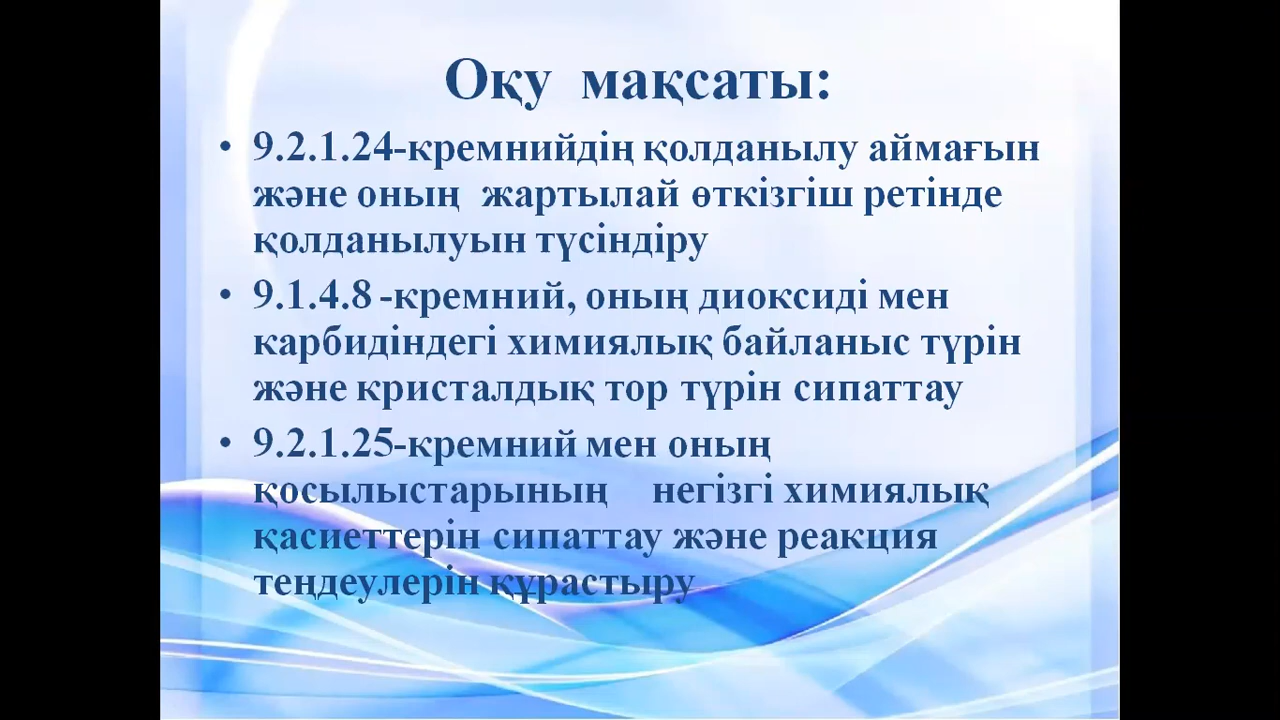 Оқу мақсаты:
• 9.2.1.24-кремнийдің қолданылу аймағын
және оның жартылай өткізгіш ретінде
қолданылуын түсіндіру
• 9.1.4.8 -кремний, оның диоксиді мен
карбидіндегі химиялық байланыс түрін
және кристалдық тор түрін сипаттау
• 9.2.1.25-кремний мен оның
қосылыстарының негізгі химиялық
қасиеттерін сипаттау және реакция
теңдеулерін құрастыру